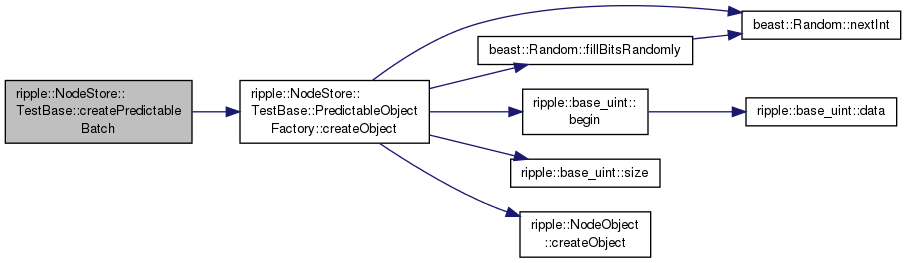 ripple::NodeStore::
TestBase::createPredictable
Batch
ripple::NodeStore::
TestBase::PredictableObject
Factory::createObject
beast::Random::nextInt
beast::Random::fillBitsRandomly
ripple::base_uint::
begin
ripple::base_uint::data
ripple::base_uint::size
ripple::NodeObject
::createObject